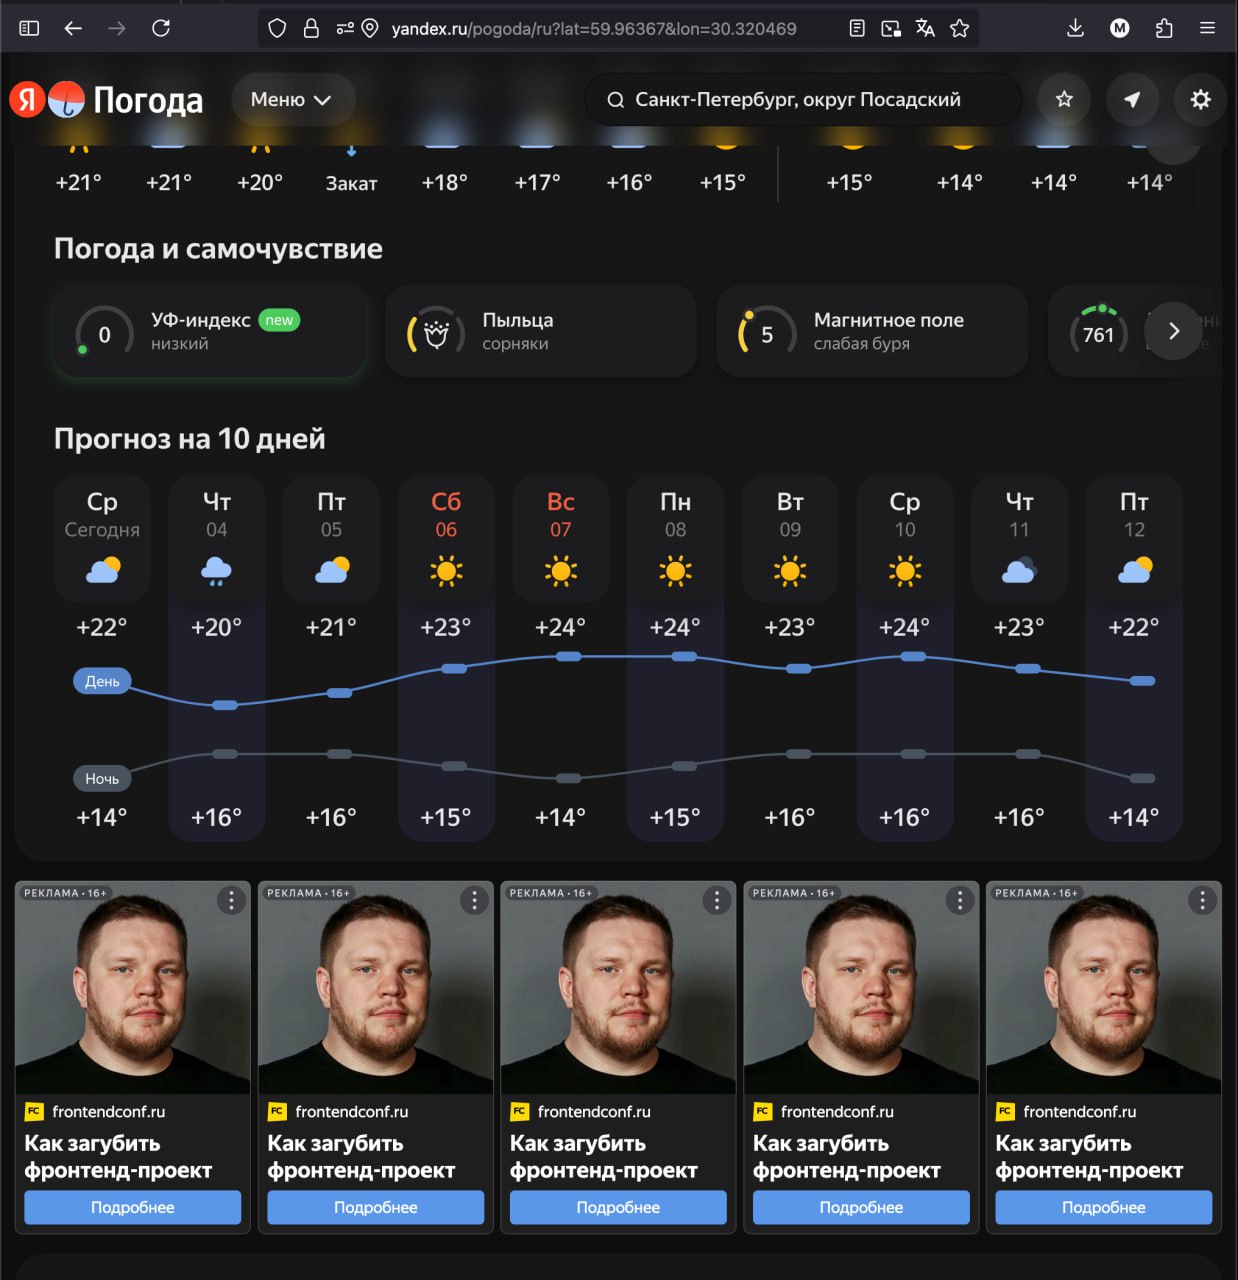 yandex.ru/pogoda/ru?lat=59.96367&lon=30.320469
M
Я Погода
Меню
Санкт-Петербург, округ Посадский
+21° +21° +20° Закат +18° +17° +16° +15° +15° +14° +14° +14°
Погода и самочувствие
0 УФ-индекс new
низкий
Пыльца
сорняки
5 Магнитное поле
слабая буря
761
Прогноз на 10 дней
Ср Чт Пт Сб Вс Пн Вт Ср Чт Пт
Сегодня 04 05 06 07 08 09 10 11 12
+22° +20° +21° +23° +24° +24° +23° +24° +23° +22°
День
Ночь
+14° +16° +16° +15° +14° +15° +16° +16° +16° +14°
РЕКЛАМА • 16+ РЕКЛАМА • 16+ РЕКЛАМА • 16+ РЕКЛАМА • 16+ РЕКЛАМА • 16+
FC frontendconf.ru FC frontendconf.ru FC frontendconf.ru FC frontendconf.ru FC frontendconf.ru
Как загубить Как загубить Как загубить Как загубить Как загубить
фронтенд-проект фронтенд-проект фронтенд-проект фронтенд-проект фронтенд-проект
Подробнее Подробнее Подробнее Подробнее Подробнее